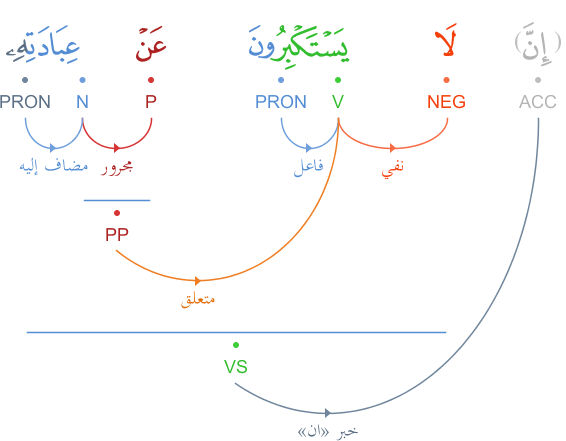 (إِنَّ) لَا يَسْتَكْبِرُونَ عَنْ عِبَادَتِهِۦ
ACC NEG V PRON P N PRON
نفي فاعل مجرور مضاف إليه
PP
متعلق
VS
خبر «ان»